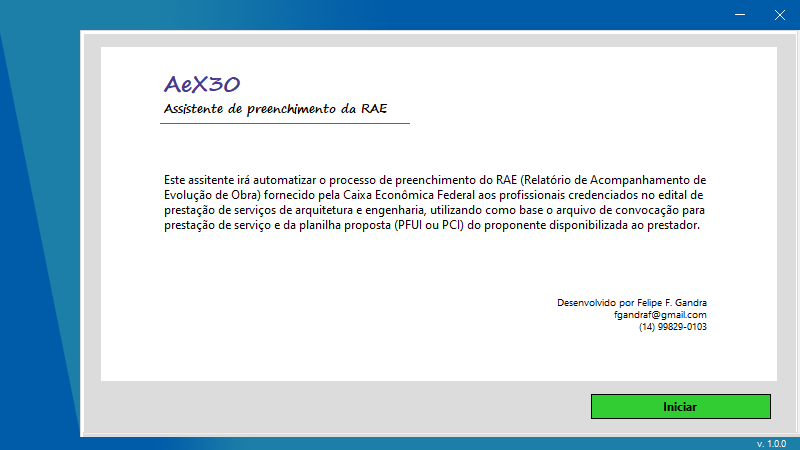 AeX30
Assistente de preenchimento da RAE
Este assitente irá automatizar o processo de preenchimento do RAE (Relatório de Acompanhamento de
Evolução de Obra) fornecido pela Caixa Econômica Federal aos profissionais credenciados no edital de
prestação de serviços de arquitetura e engenharia, utilizando como base o arquivo de convocação para
prestação de serviço e da planilha proposta (PFUI ou PCI) do proponente disponibilizada ao prestador.
Desenvolvido por Felipe F. Gandra
fgandraf@gmail.com
(14) 99829-0103
Iniciar
v. 1.0.0